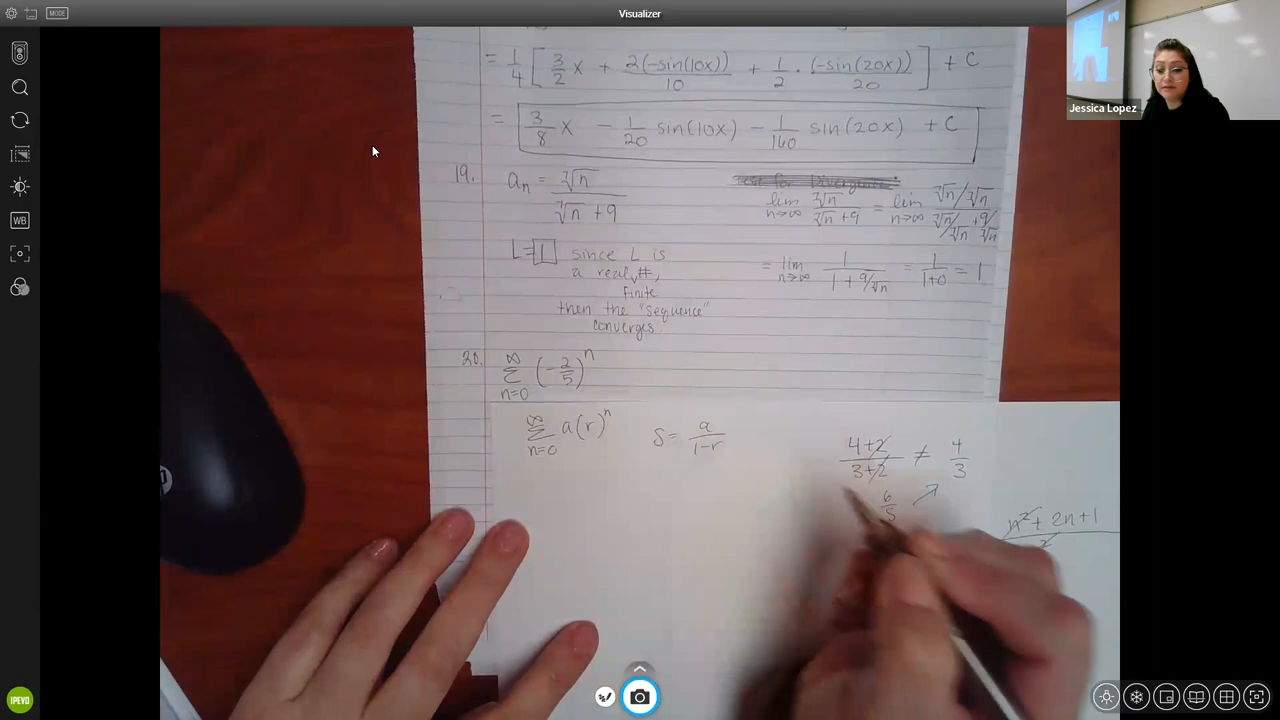 MODE
Visualizer
Jessica Lopez
= 1/4 [ 3/2 x + 2(-sin(10x))/10 + 1/2 · (-sin(20x))/20 ] + C
= 3/8 x - 1/20 sin(10x) - 1/160 sin(20x) + C
19. a_n = ∛n / ∛n + 9
lim n→∞ ∛n / ∛n + 9 = lim n→∞ ∛n/∛n / ∛n/∛n + 9/∛n
= lim n→∞ 1 / 1 + 9/∛n = 1/1+0 = 1
L = 1 since L is
a real #,
finite
then the "sequence"
converges.
20. ∞ Σ n=0 (-2/5)^n
∞ Σ n=0 a(r)^n S = a/1-r
4+2 / 3+2 ≠ 4/3
6/5
n² + 2n + 1
WB
IPEVO